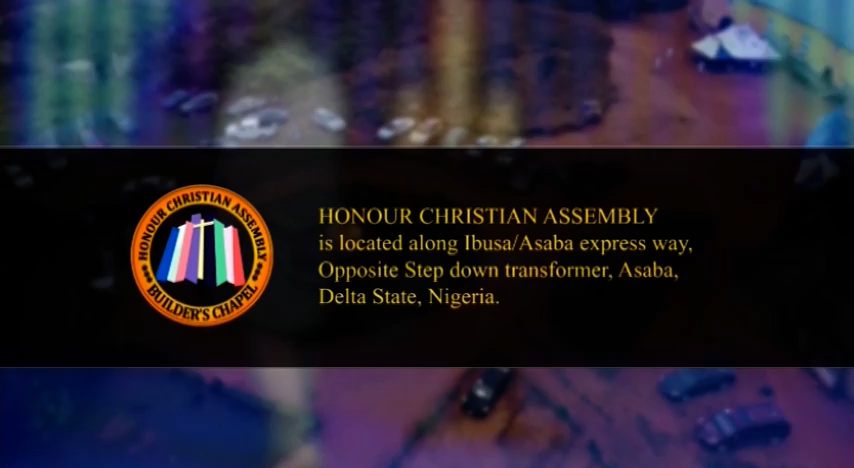 HONOUR CHRISTIAN ASSEMBLY
BUILDER'S CHAPEL
HONOUR CHRISTIAN ASSEMBLY
is located along Ibusa/Asaba express way,
Opposite Step down transformer, Asaba,
Delta State, Nigeria.